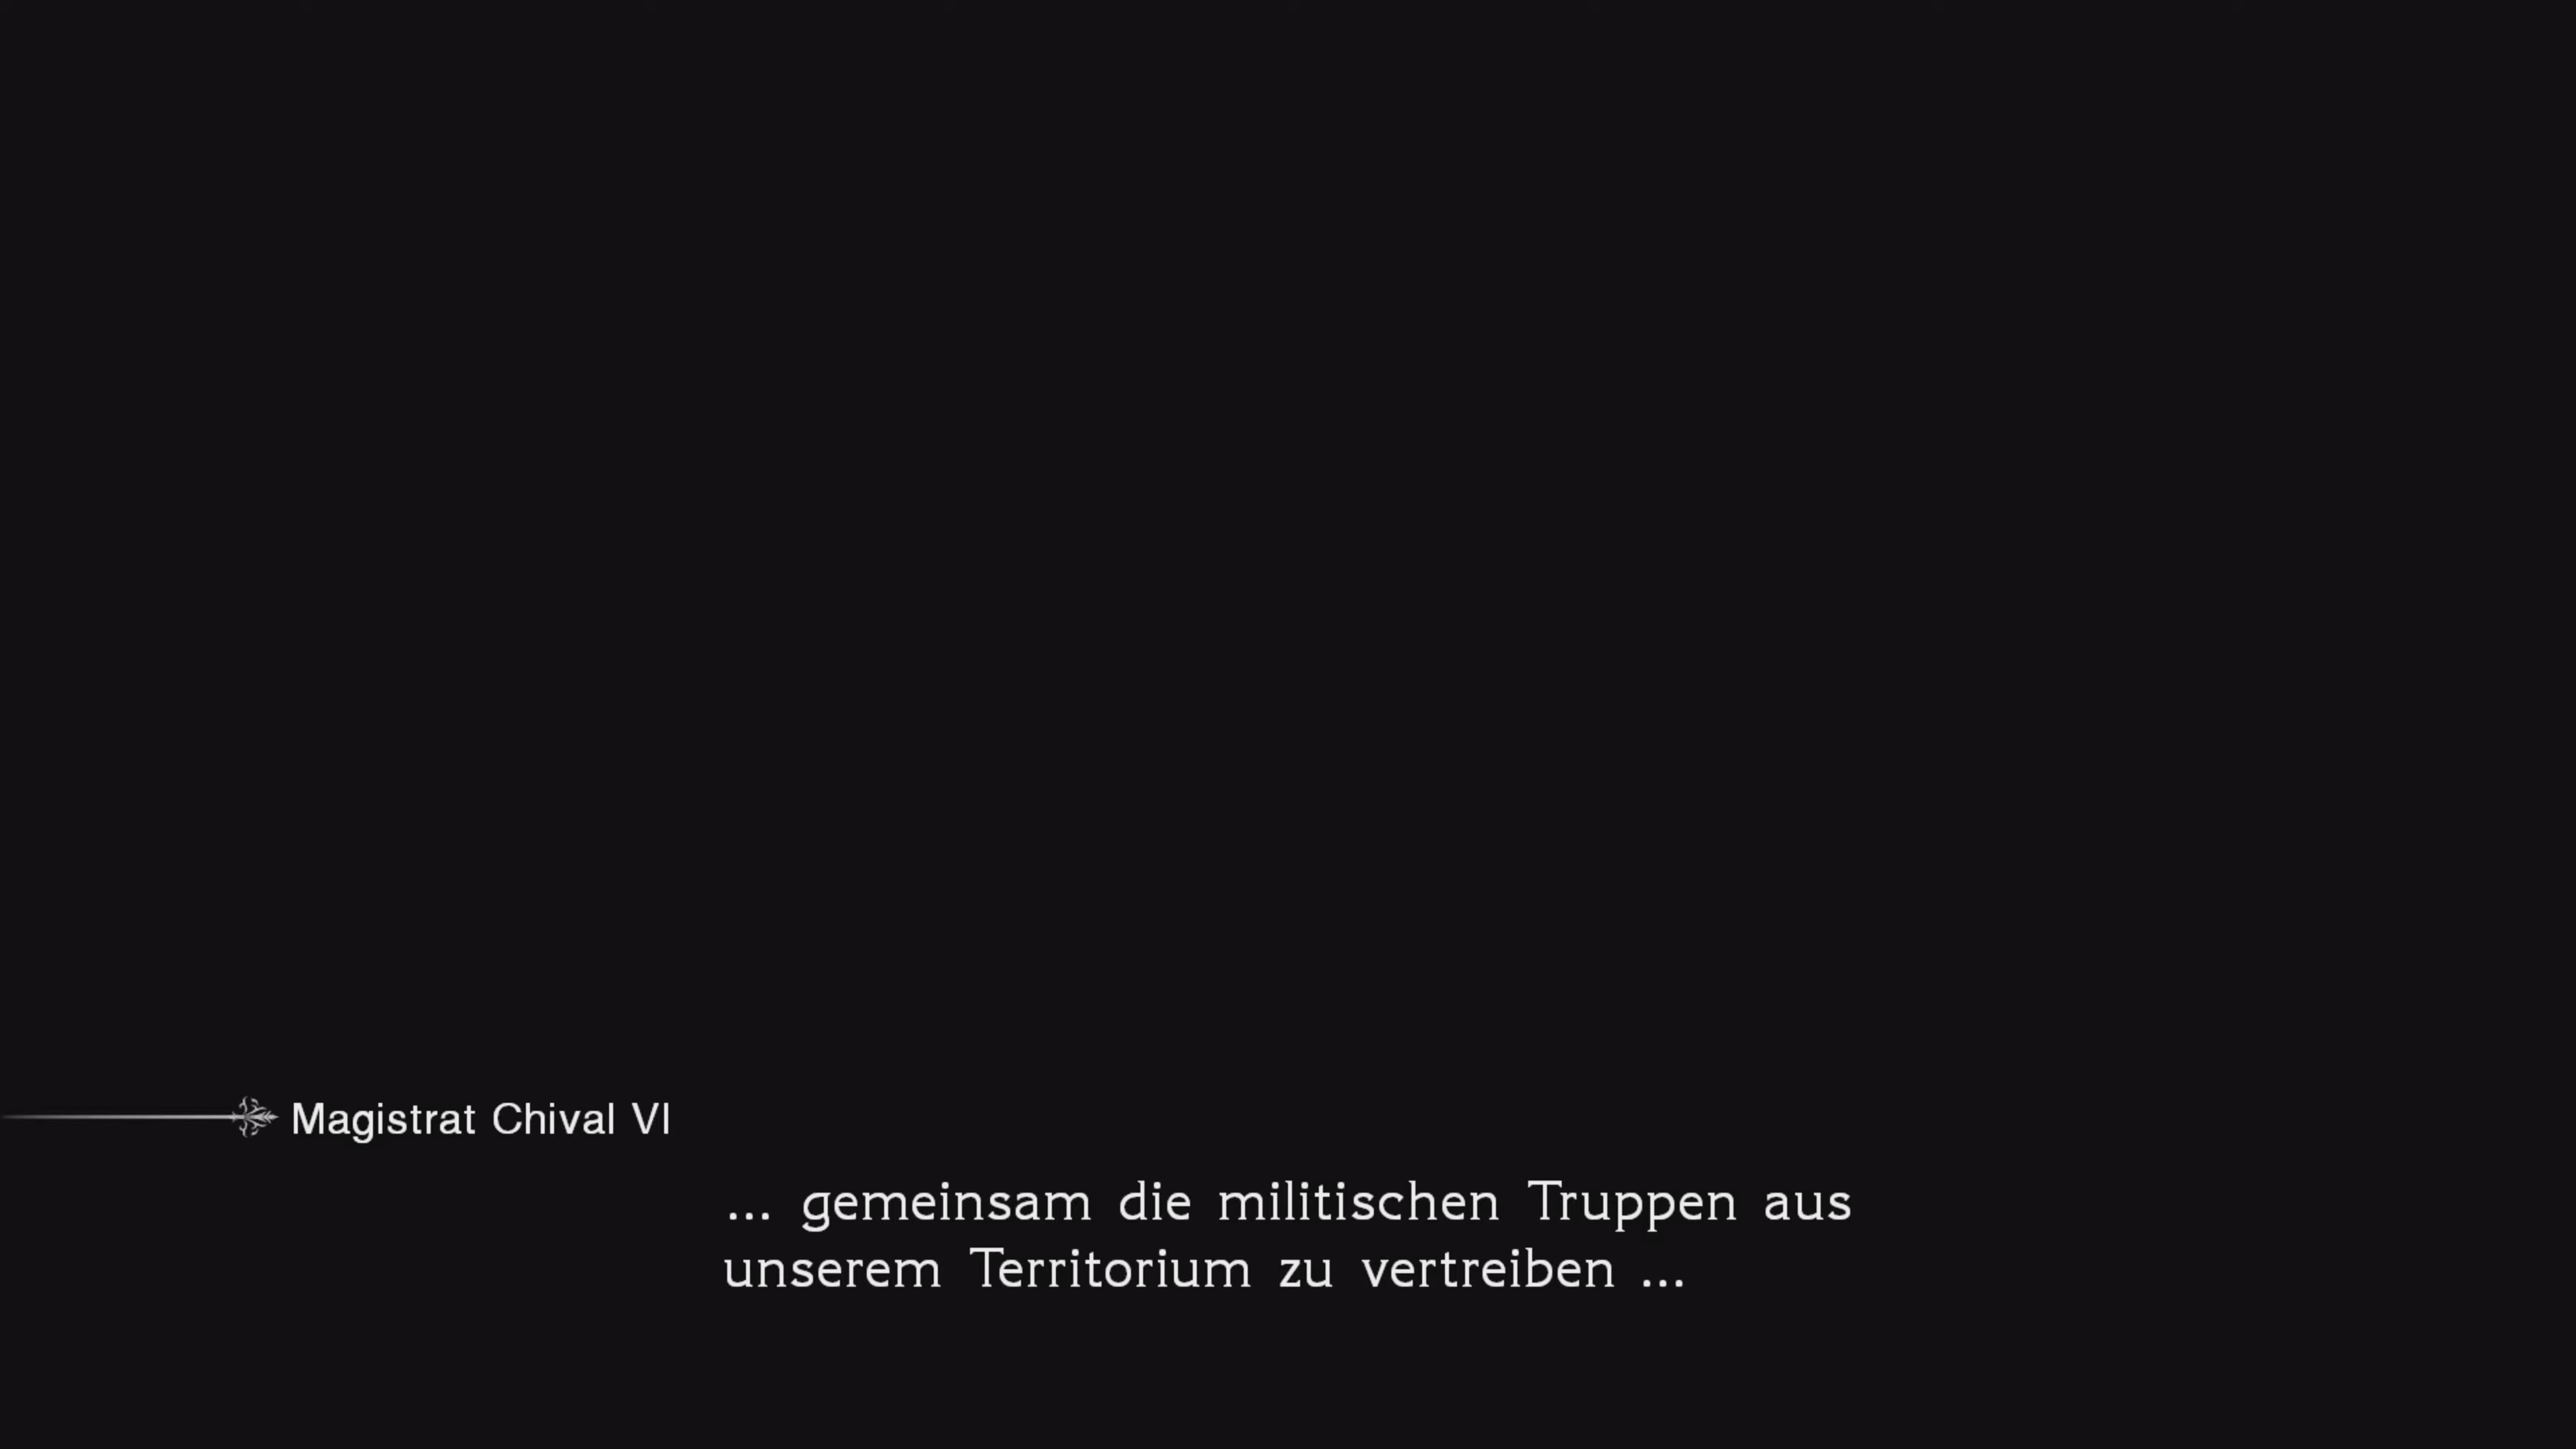 Magistrat Chival VI
... gemeinsam die militischen Truppen aus
unserem Territorium zu vertreiben ...